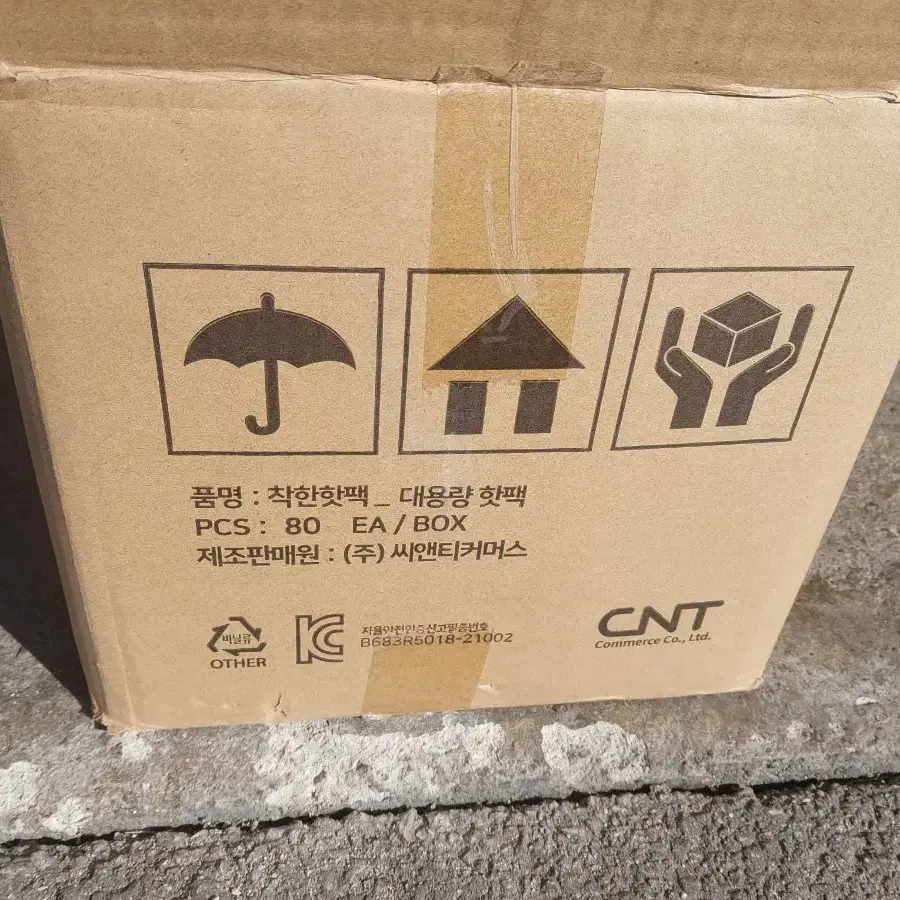 품명 : 착한핫팩_ 대용량 핫팩
PCS : 80 EA / BOX
제조판매원 : (주) 씨앤티커머스
비닐류
OTHER
자율안전인증신고필증번호
B683R5018-21002
CNT
Commerce Co., Ltd.